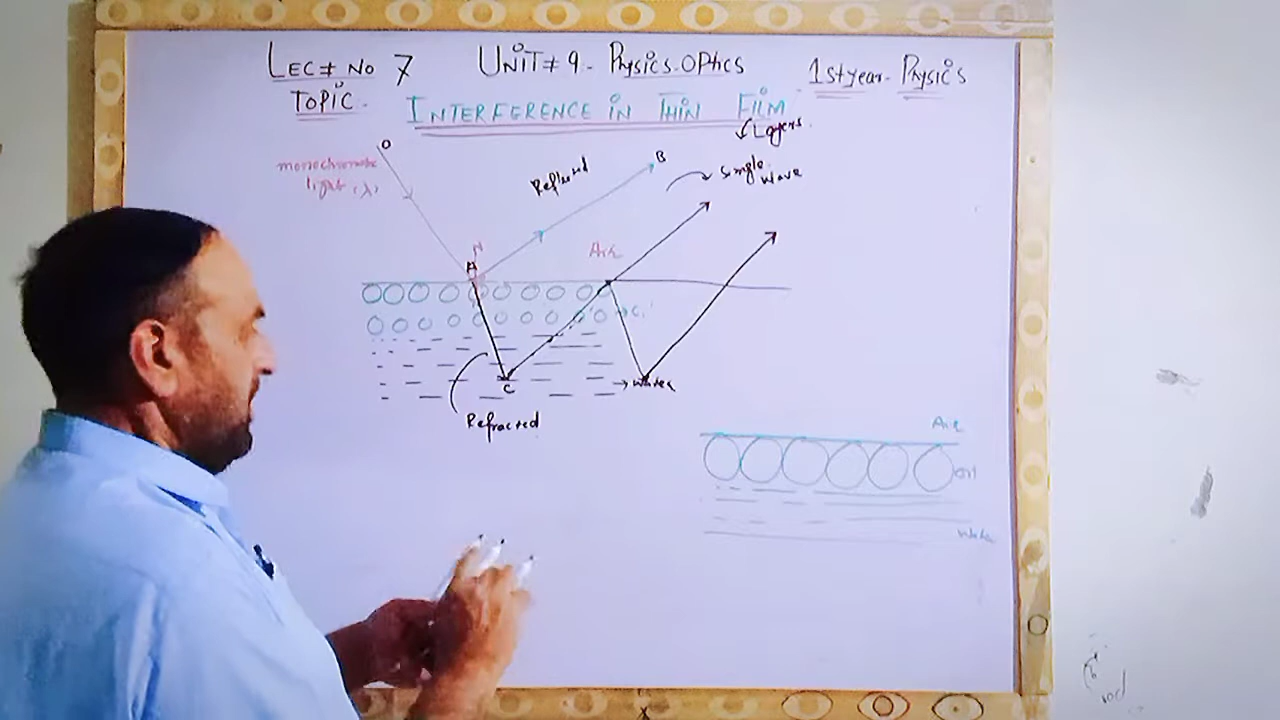 LEC# No 7 UNIT# 9- PHYSICS-OPTICS 1st year- PHYSICS
TOPIC- INTERFERENCE IN THIN FILM
Layers.
O
B
monochromatic
light (λ)
Reflected
Single
wave
N
A
Air
C
→ Water
Refracted
Air
Oil
Water